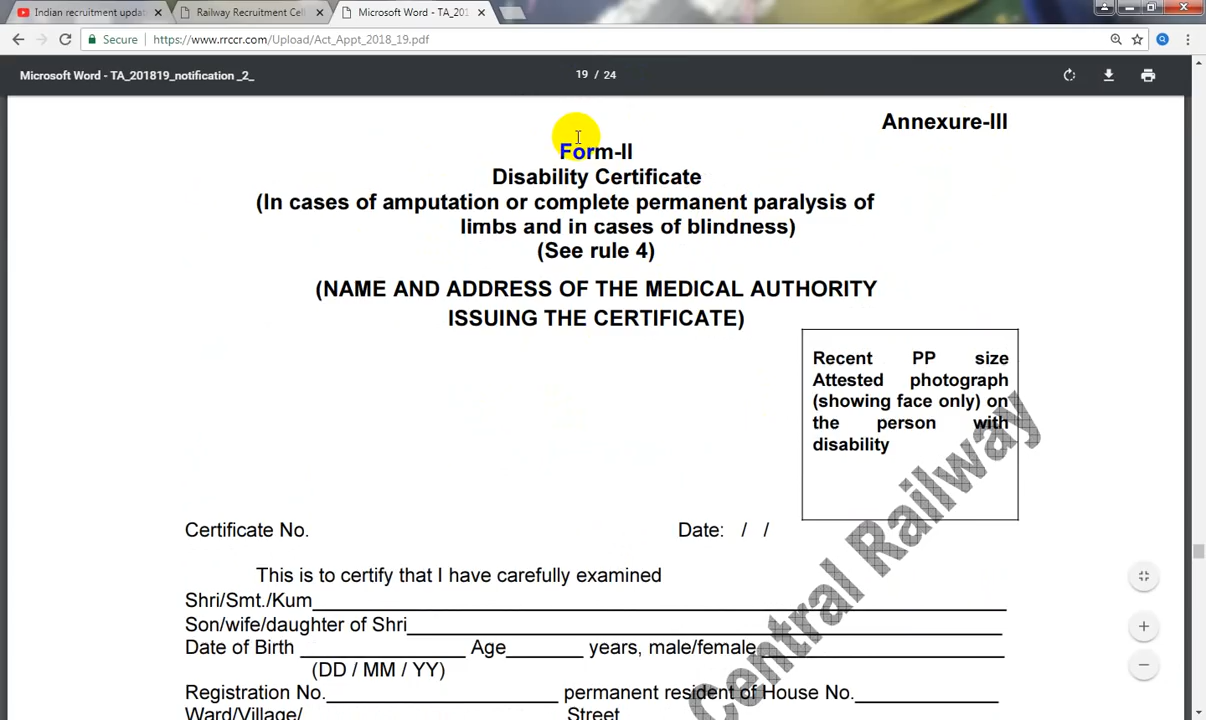 Indian recruitment updat
Railway Recruitment Cell
Microsoft Word - TA_201
Secure
https://www.rrccr.com/Upload/Act_Appt_2018_19.pdf
Microsoft Word - TA_201819_notification _2_
19 / 24
Annexure-III
Form-II
Disability Certificate
(In cases of amputation or complete permanent paralysis of
limbs and in cases of blindness)
(See rule 4)
(NAME AND ADDRESS OF THE MEDICAL AUTHORITY
ISSUING THE CERTIFICATE)
Recent PP size
Attested photograph
(showing face only) on
the person with
disability
Certificate No.
Date: / /
This is to certify that I have carefully examined
Shri/Smt./Kum
Son/wife/daughter of Shri
Date of Birth Age years, male/female
(DD / MM / YY)
Registration No. permanent resident of House No.
Ward/Village/ Street
Central Railway